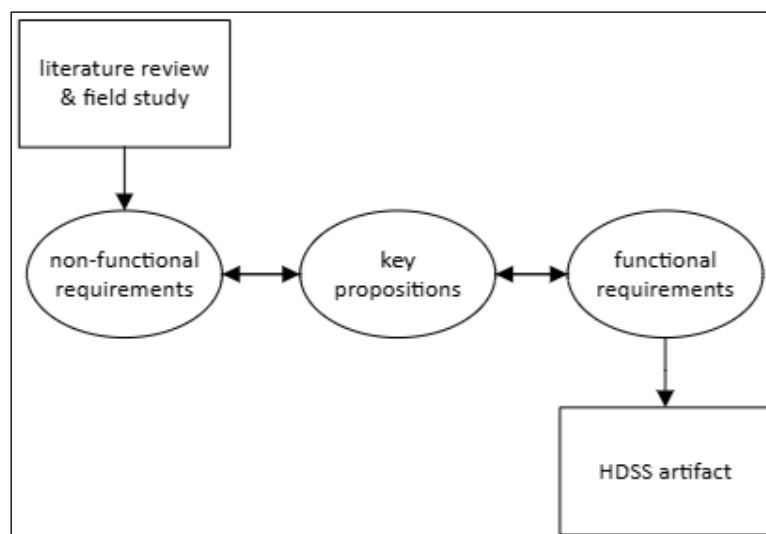 literature review
& field study
non-functional
requirements
key
propositions
functional
requirements
HDSS artifact